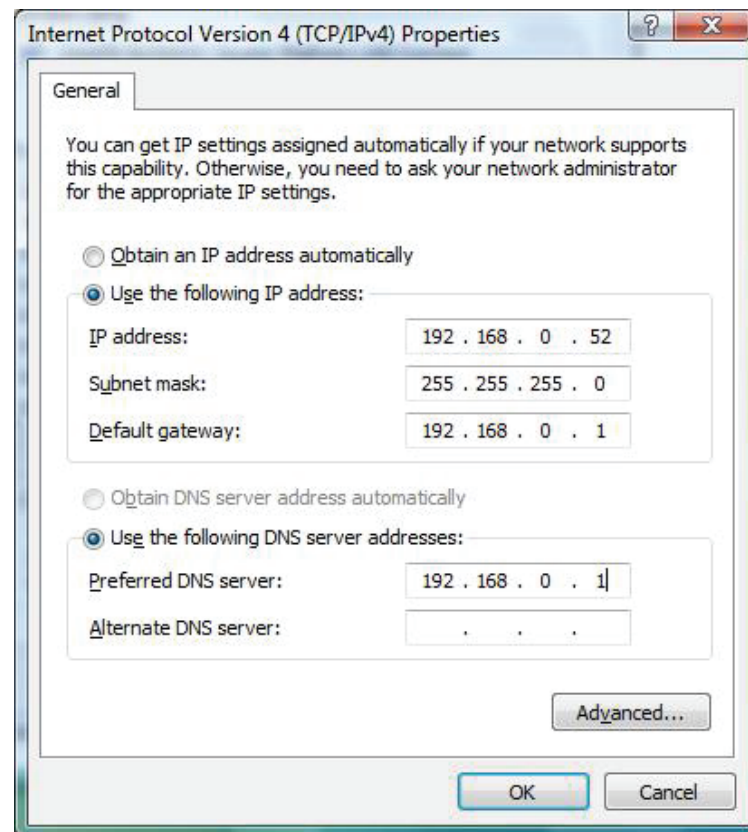 Internet Protocol Version 4 (TCP/IPv4) Properties
?
X
General
You can get IP settings assigned automatically if your network supports
this capability. Otherwise, you need to ask your network administrator
for the appropriate IP settings.
Obtain an IP address automatically
Use the following IP address:
IP address: 192 . 168 . 0 . 52
Subnet mask: 255 . 255 . 255 . 0
Default gateway: 192 . 168 . 0 . 1
Obtain DNS server address automatically
Use the following DNS server addresses:
Preferred DNS server: 192 . 168 . 0 . 1
Alternate DNS server: . . .
Advanced...
OK Cancel